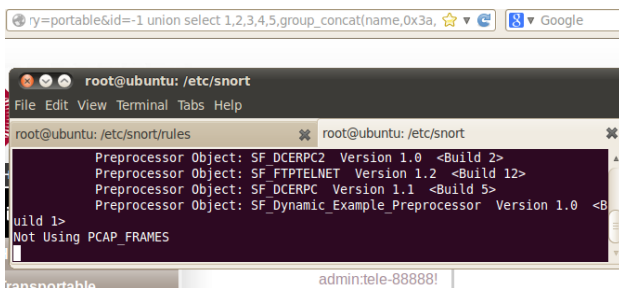 ry=portable&id=-1 union select 1,2,3,4,5,group_concat(name,0x3a,
Google
root@ubuntu: /etc/snort
File Edit View Terminal Tabs Help
root@ubuntu: /etc/snort/rules
root@ubuntu: /etc/snort
Preprocessor Object: SF_DCERPC2 Version 1.0 <Build 2>
Preprocessor Object: SF_FTPTELNET Version 1.2 <Build 12>
Preprocessor Object: SF_DCERPC Version 1.1 <Build 5>
Preprocessor Object: SF_Dynamic_Example_Preprocessor Version 1.0 <B
uild 1>
Not Using PCAP_FRAMES
ransportable
admin:tele-88888!